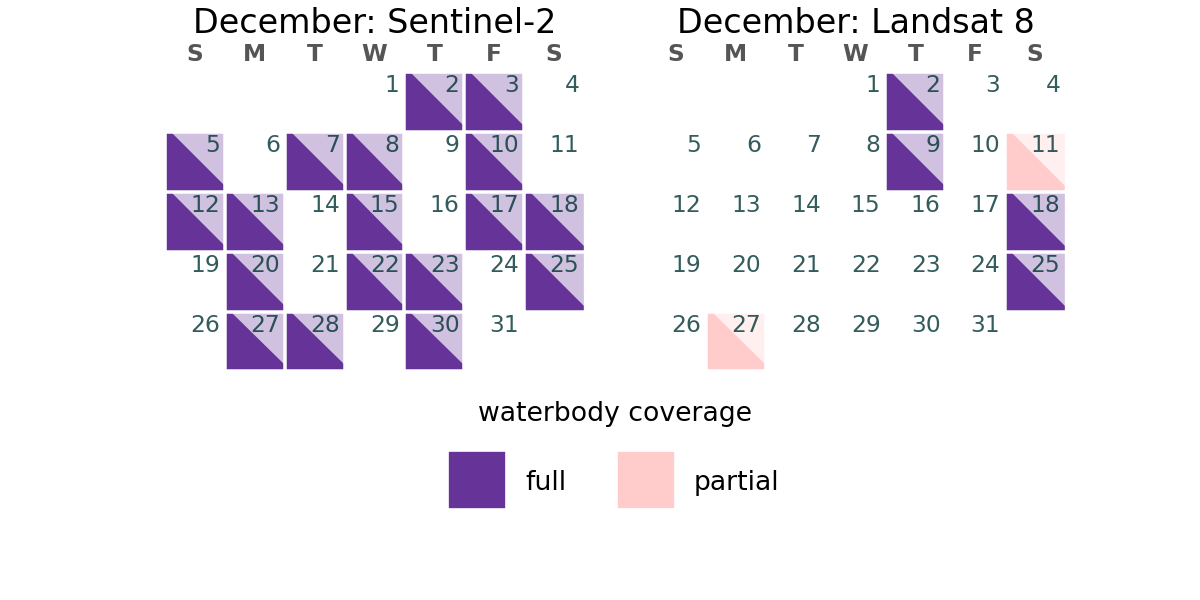 December: Sentinel-2
S M T W T F S
1 2 3 4
5 6 7 8 9 10 11
12 13 14 15 16 17 18
19 20 21 22 23 24 25
26 27 28 29 30 31
December: Landsat 8
S M T W T F S
1 2 3 4
5 6 7 8 9 10 11
12 13 14 15 16 17 18
19 20 21 22 23 24 25
26 27 28 29 30 31
waterbody coverage
full partial